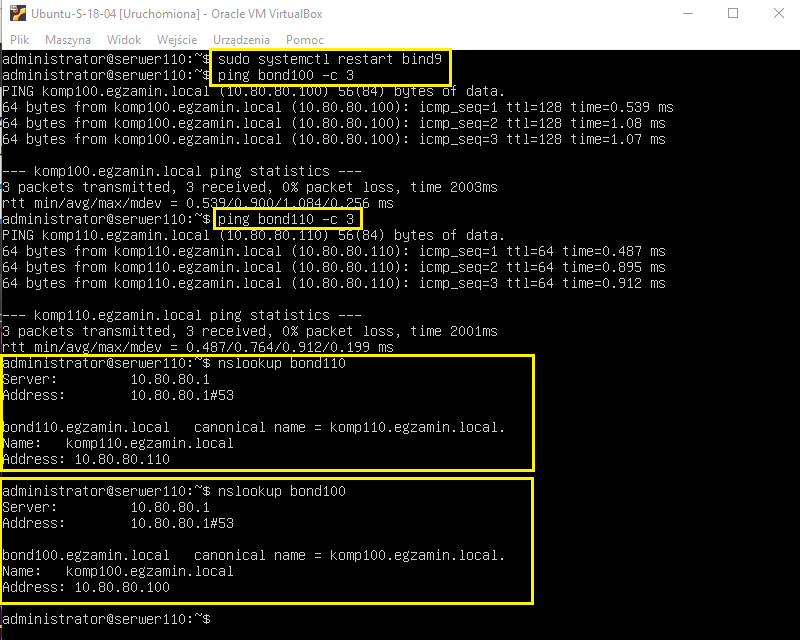 Ubuntu-S-18-04 [Uruchomiona] - Oracle VM VirtualBox
Plik Maszyna Widok Wejście Urządzenia Pomoc
administrator@serwer110:~$ sudo systemctl restart bind9
administrator@serwer110:~$ ping bond100 -c 3
PING komp100.egzamin.local (10.80.80.100) 56(84) bytes of data.
64 bytes from komp100.egzamin.local (10.80.80.100): icmp_seq=1 ttl=128 time=0.539 ms
64 bytes from komp100.egzamin.local (10.80.80.100): icmp_seq=2 ttl=128 time=1.08 ms
64 bytes from komp100.egzamin.local (10.80.80.100): icmp_seq=3 ttl=128 time=1.07 ms
--- komp100.egzamin.local ping statistics ---
3 packets transmitted, 3 received, 0% packet loss, time 2003ms
rtt min/avg/max/mdev = 0.539/0.900/1.084/0.256 ms
administrator@serwer110:~$ ping bond110 -c 3
PING komp110.egzamin.local (10.80.80.110) 56(84) bytes of data.
64 bytes from komp110.egzamin.local (10.80.80.110): icmp_seq=1 ttl=64 time=0.487 ms
64 bytes from komp110.egzamin.local (10.80.80.110): icmp_seq=2 ttl=64 time=0.895 ms
64 bytes from komp110.egzamin.local (10.80.80.110): icmp_seq=3 ttl=64 time=0.912 ms
--- komp110.egzamin.local ping statistics ---
3 packets transmitted, 3 received, 0% packet loss, time 2001ms
rtt min/avg/max/mdev = 0.487/0.764/0.912/0.199 ms
administrator@serwer110:~$ nslookup bond110
Server: 10.80.80.1
Address: 10.80.80.1#53
bond110.egzamin.local canonical name = komp110.egzamin.local.
Name: komp110.egzamin.local
Address: 10.80.80.110
administrator@serwer110:~$ nslookup bond100
Server: 10.80.80.1
Address: 10.80.80.1#53
bond100.egzamin.local canonical name = komp100.egzamin.local.
Name: komp100.egzamin.local
Address: 10.80.80.100
administrator@serwer110:~$